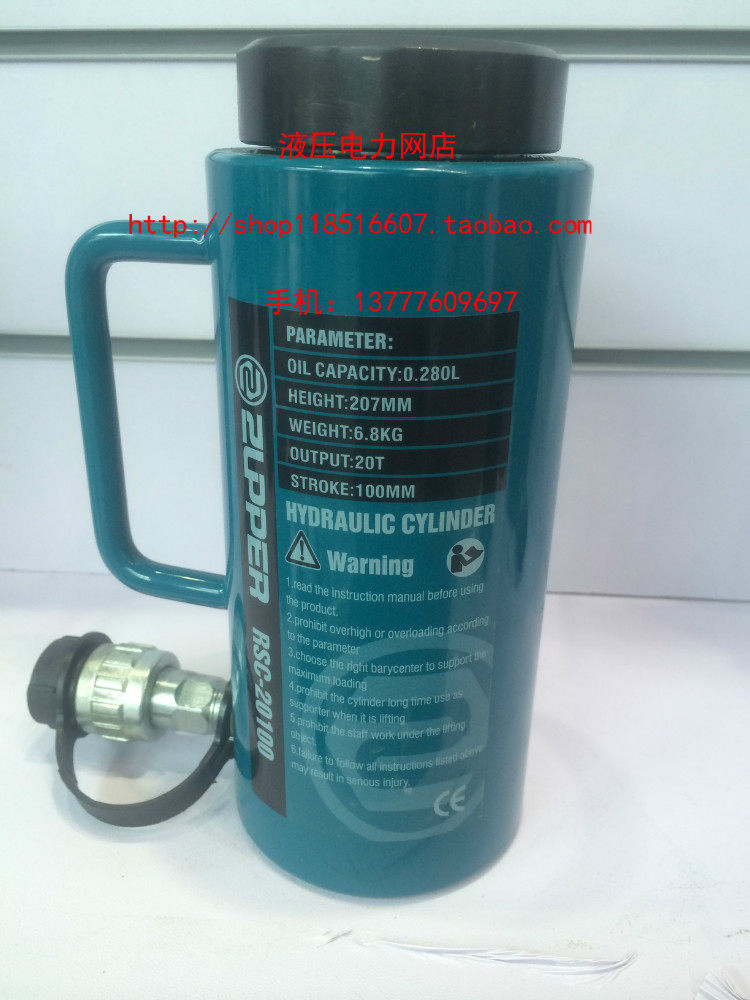 液压电力网店
http://shop118516607.taobao.com
手机：13777609697
PARAMETER:
OIL CAPACITY:0.280L
HEIGHT:207MM
WEIGHT:6.8KG
OUTPUT:20T
STROKE:100MM
HYDRAULIC CYLINDER
Warning
1.read the instruction manual before using
the product.
2.prohibit overhigh or overloading according
to the parameter
3.choose the right barycenter to support the
maximum loading
4.prohibit the cylinder long time use as
supporter when it is lifting
5.prohibit the staff work under the lifting
object
6.failure to follow all instructions listed above
may result in serious injury.
CE
ZUPPER RSC-20100